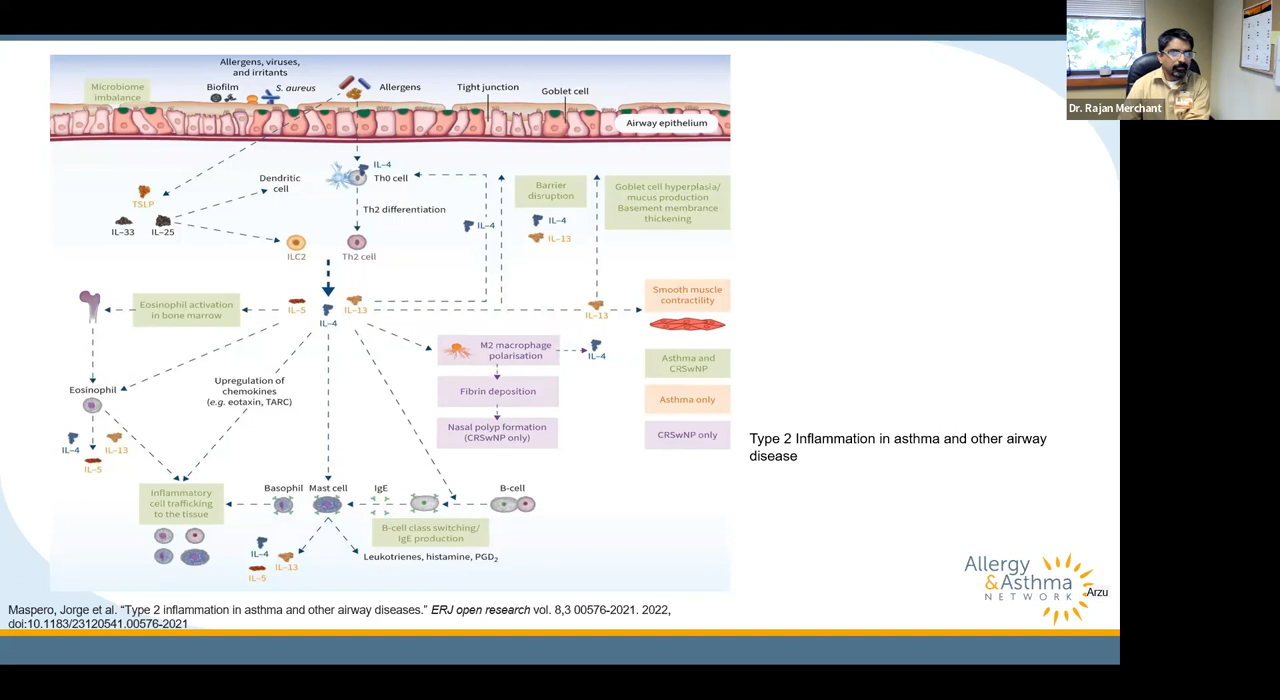 Dr. Rajan Merchant
Allergens, viruses,
and irritants
Microbiome
imbalance
Biofilm
S. aureus
Allergens
Tight junction
Goblet cell
Airway epithelium
IL–4
Th0 cell
Dendritic
cell
TSLP
IL–33
IL–25
Th2 differentiation
ILC2
Th2 cell
IL–4
Barrier
disruption
IL–4
IL–13
Goblet cell hyperplasia/
mucus production
Basement membrane
thickening
Eosinophil activation
in bone marrow
IL–5
IL–4
IL–13
IL–13
Smooth muscle
contractility
M2 macrophage
polarisation
IL–4
Fibrin deposition
Nasal polyp formation
(CRSwNP only)
Asthma and
CRSwNP
Asthma only
CRSwNP only
Eosinophil
IL–4
IL–13
IL–5
Upregulation of
chemokines
(e.g. eotaxin, TARC)
Inflammatory
cell trafficking
to the tissue
Basophil
Mast cell
IgE
B-cell
B-cell class switching/
IgE production
IL–4
IL–13
IL–5
Leukotrienes, histamine, PGD2
Type 2 Inflammation in asthma and other airway
disease
Allergy
&Asthma
NETWORK
Arzu
Maspero, Jorge et al. “Type 2 inflammation in asthma and other airway diseases.” ERJ open research vol. 8,3 00576-2021. 2022,
doi:10.1183/23120541.00576-2021